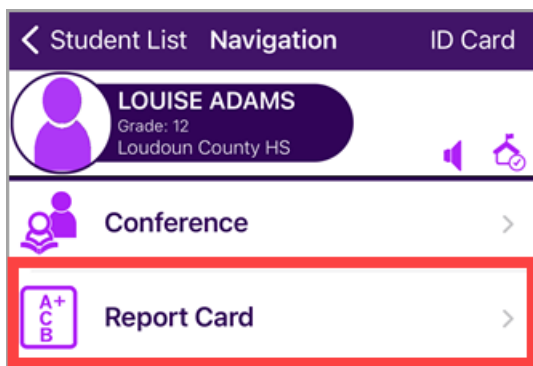 Student List Navigation ID Card
LOUISE ADAMS
Grade: 12
Loudoun County HS
Conference
A+
C
B
Report Card